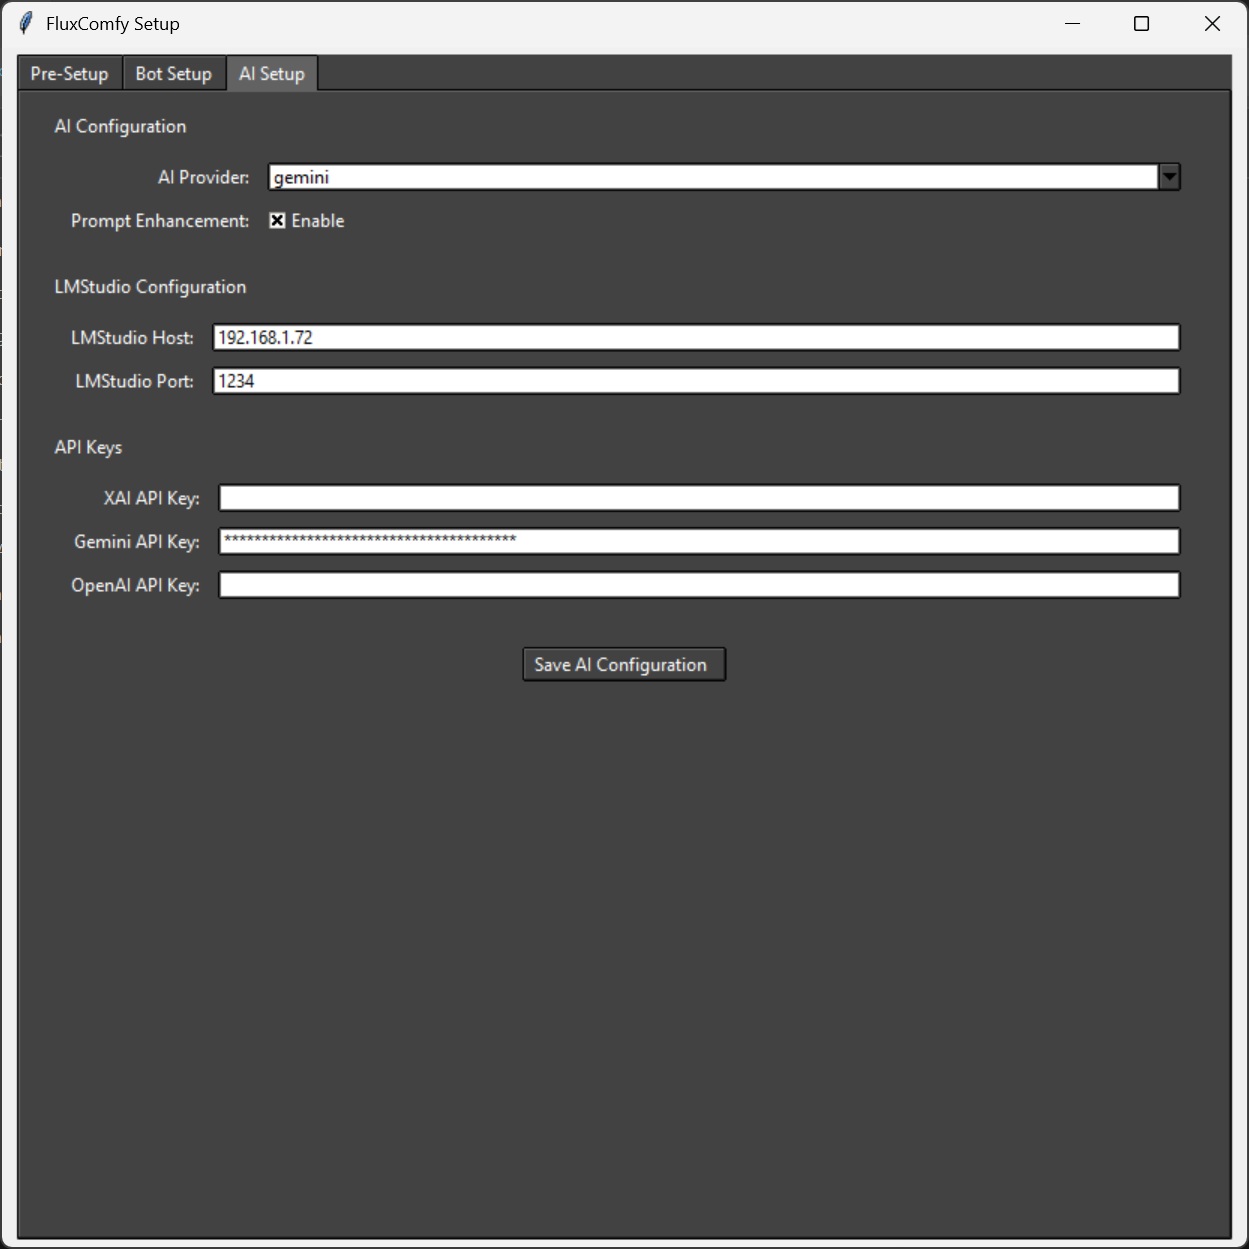 FluxComfy Setup
Pre-Setup Bot Setup AI Setup
AI Configuration
AI Provider: gemini
Prompt Enhancement: Enable
LMStudio Configuration
LMStudio Host: 192.168.1.72
LMStudio Port: 1234
API Keys
XAI API Key:
Gemini API Key: ***************************************
OpenAI API Key:
Save AI Configuration